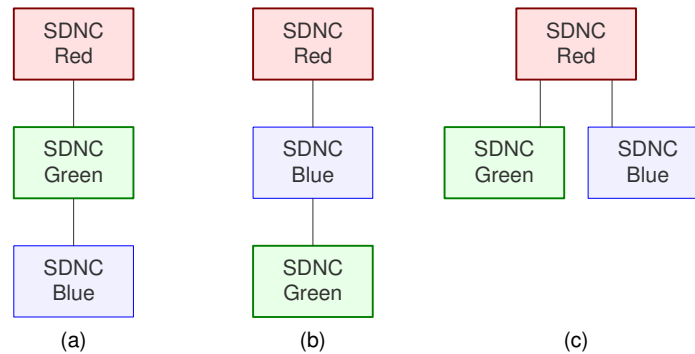 SDNC
Red
SDNC
Green
SDNC
Blue
(a)
SDNC
Red
SDNC
Blue
SDNC
Green
(b)
SDNC
Red
SDNC
Green
SDNC
Blue
(c)